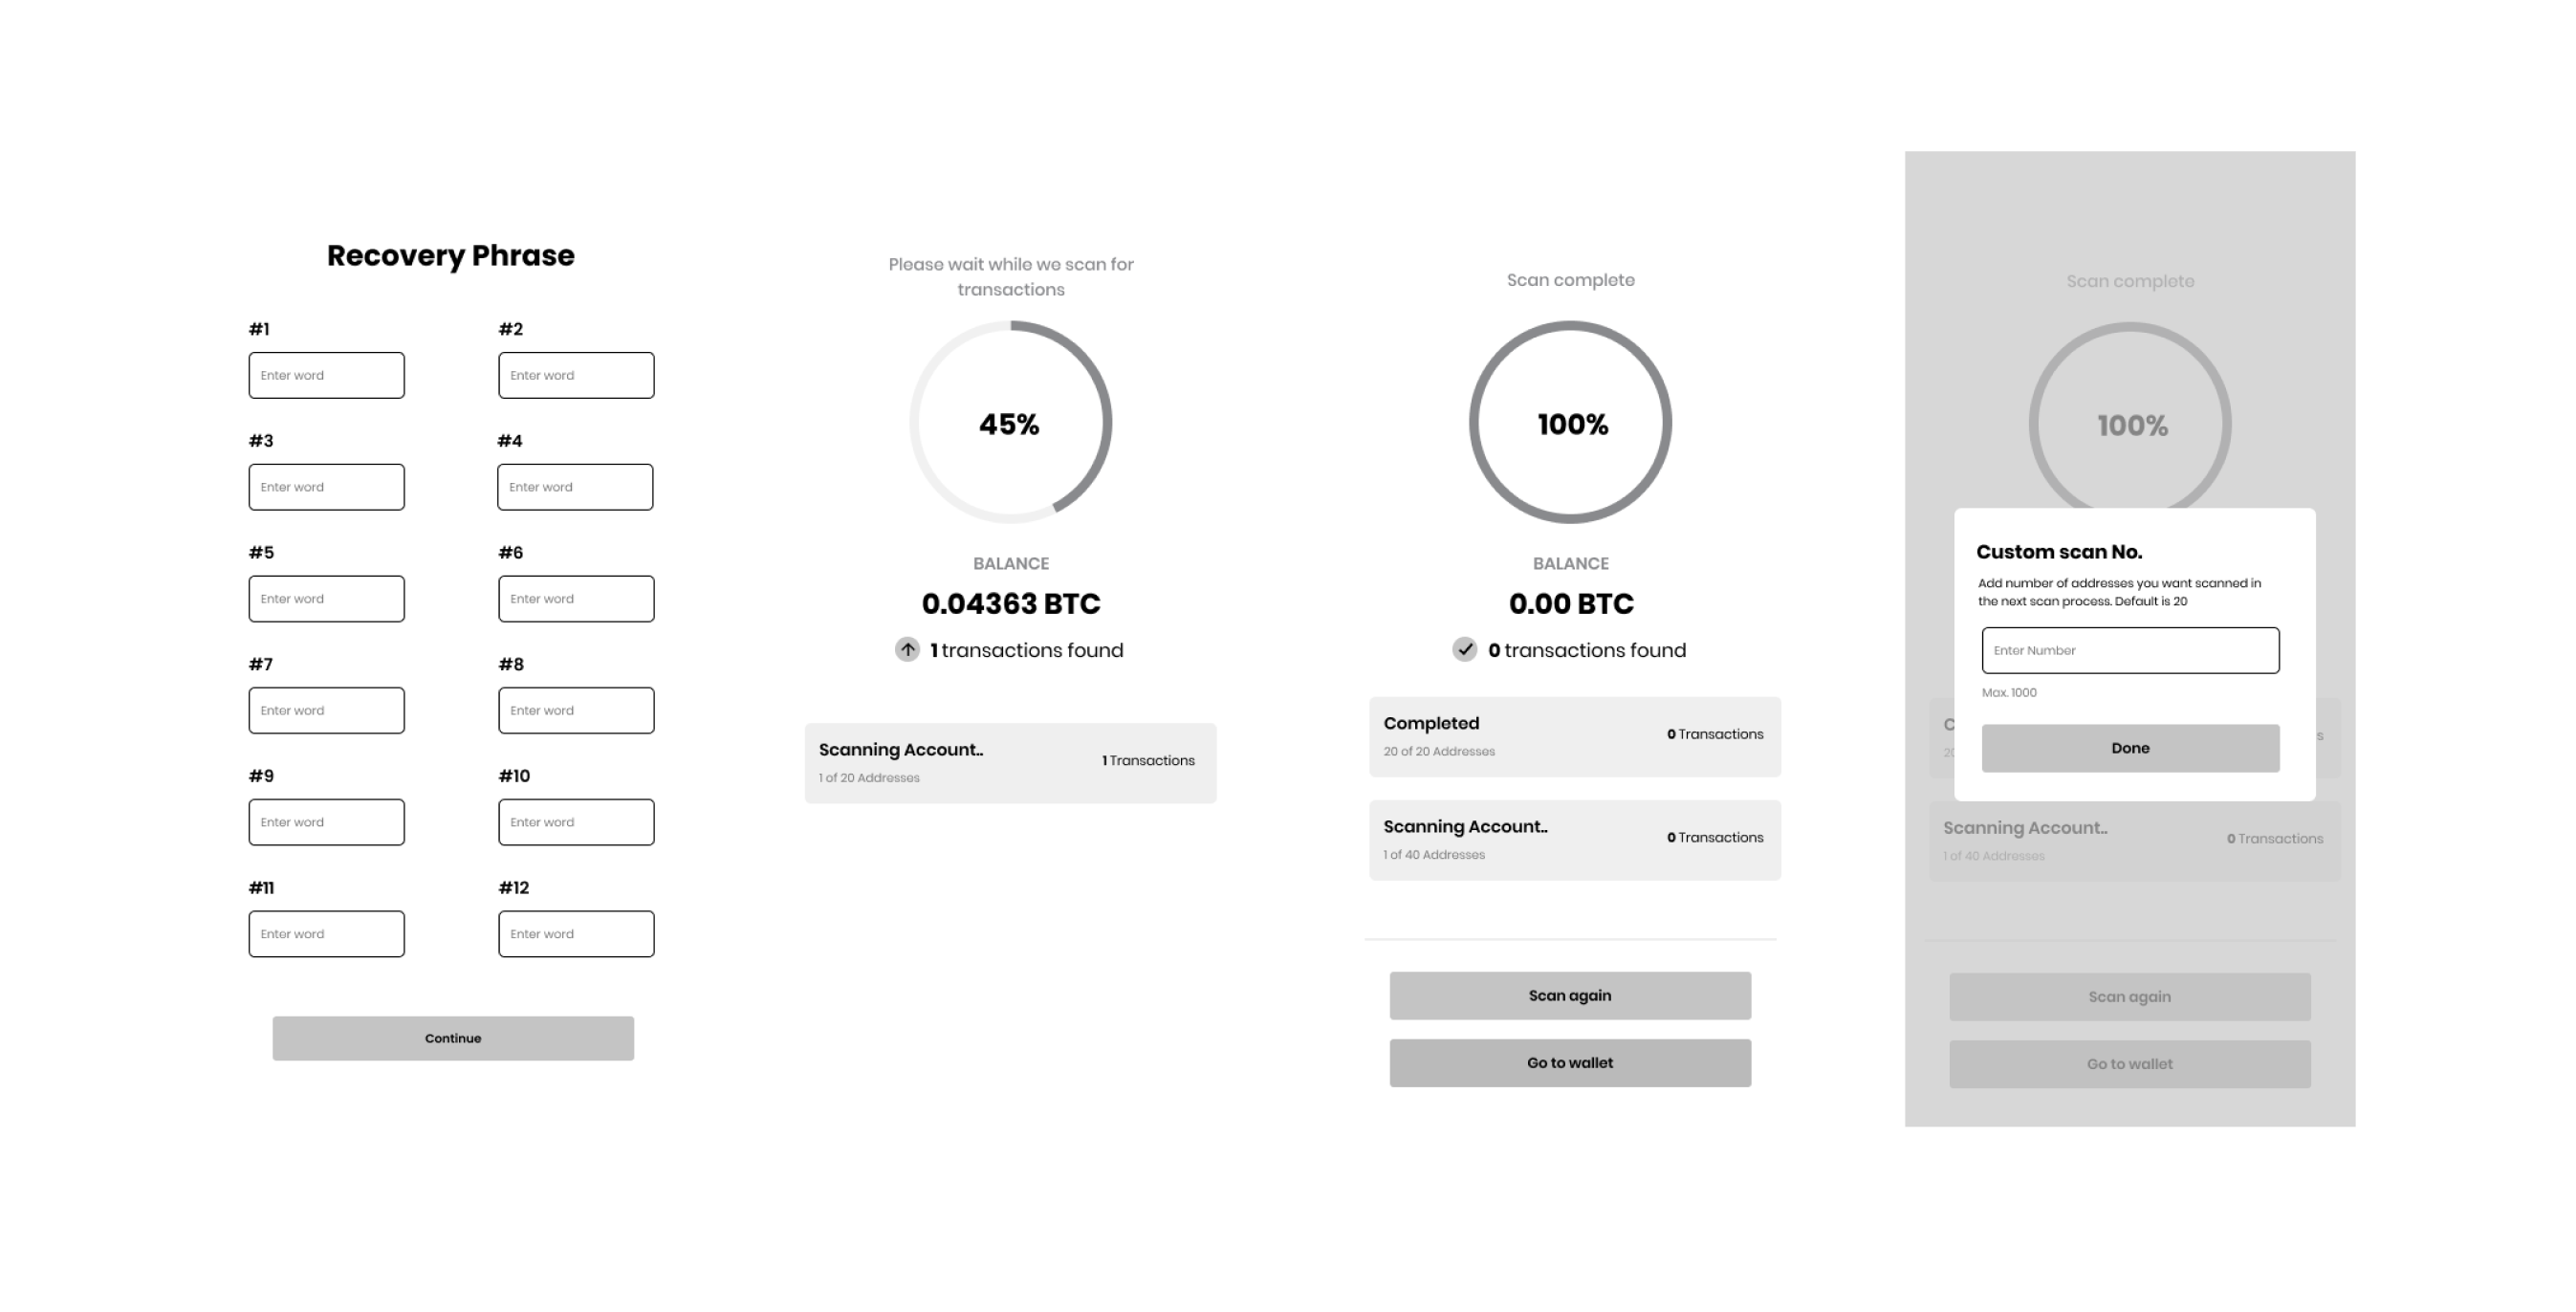 Recovery Phrase
#1
#2
Enter word
Enter word
#3
#4
Enter word
Enter word
#5
#6
Enter word
Enter word
#7
#8
Enter word
Enter word
#9
#10
Enter word
Enter word
#11
#12
Enter word
Enter word
Continue
Please wait while we scan for
transactions
45%
BALANCE
0.04363 BTC
1 transactions found
Scanning Account..
1 of 20 Addresses
1 Transactions
Scan complete
100%
BALANCE
0.00 BTC
0 transactions found
Completed
20 of 20 Addresses
0 Transactions
Scanning Account..
1 of 40 Addresses
0 Transactions
Scan again
Go to wallet
Scan complete
100%
Custom scan No.
Add number of addresses you want scanned in
the next scan process. Default is 20
Enter Number
Max. 1000
Done
C
20
s
Scanning Account..
1 of 40 Addresses
0 Transactions
Scan again
Go to wallet